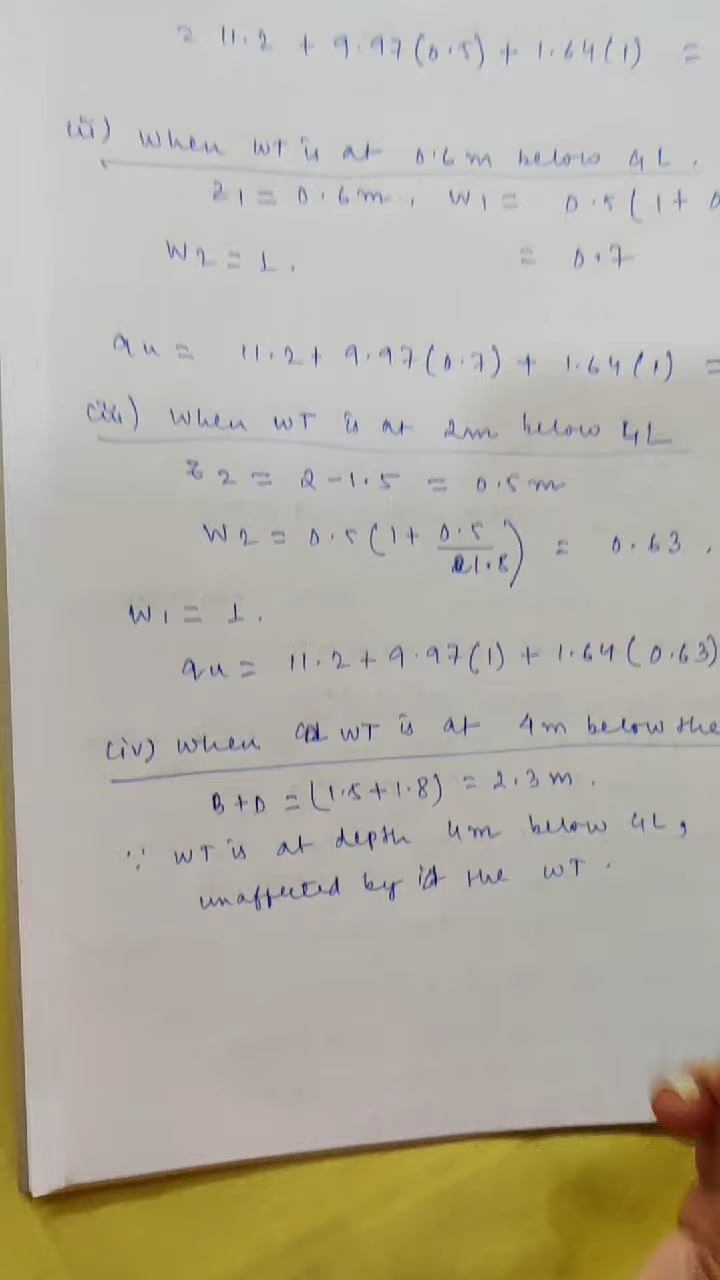 = 11.2 + 9.97(0.5) + 1.64(1) =
(ii) When WT is at 0.6m below GL.
Z1 = 0.6m, W1 = 0.5(1+
W2 = 1. = 0.7
qu = 11.2 + 9.97(0.7) + 1.64(1) =
(iii) When WT is at 2m below GL
Z2 = 2-1.5 = 0.5m
W2 = 0.5(1+ 0.5/1.8) = 0.63,
W1 = 1.
qu = 11.2 + 9.97(1) + 1.64(0.63)
(iv) When WT is at 4m below the
B+D = (1.5+1.8) = 2.3m.
∵ WT is at depth 4m below GL,
unaffected by the WT.